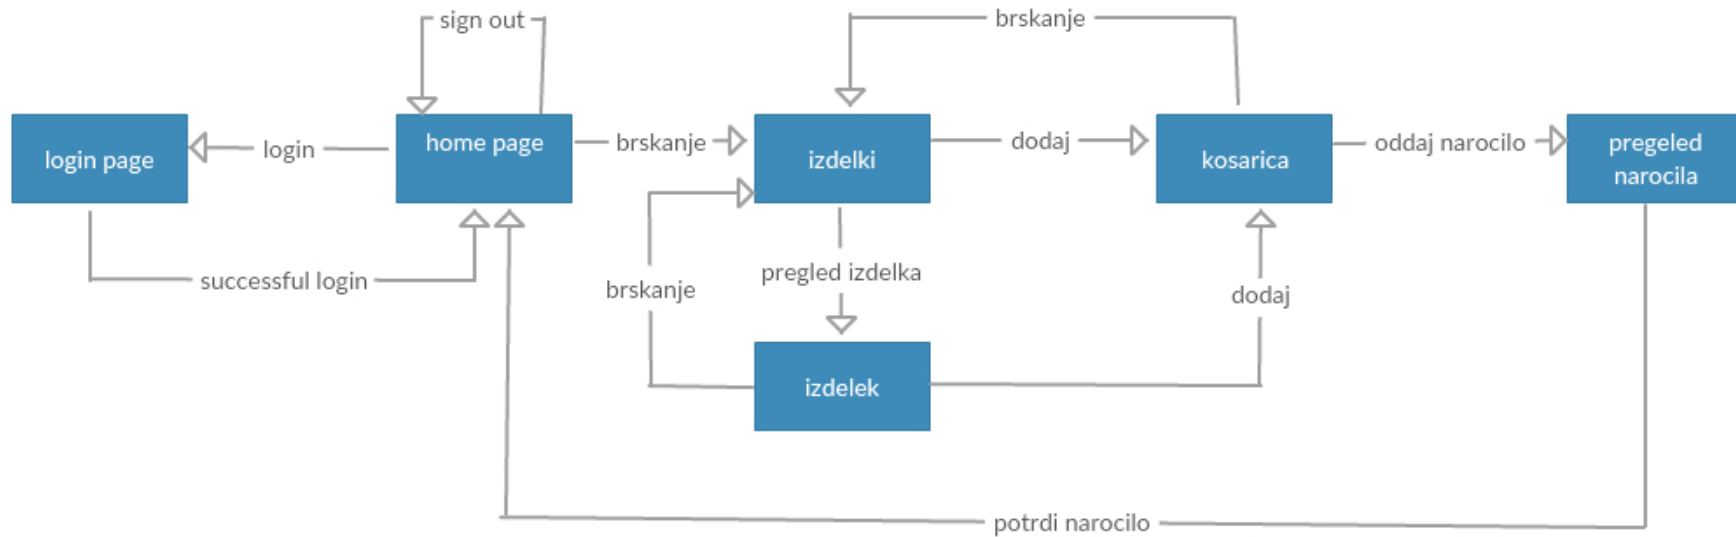 sign out
brskanje
login page
login
home page
brskanje
izdelki
dodaj
kosarica
oddaj narocilo
pregeled
narocila
successful login
brskanje
pregled izdelka
dodaj
izdelek
potrdi narocilo